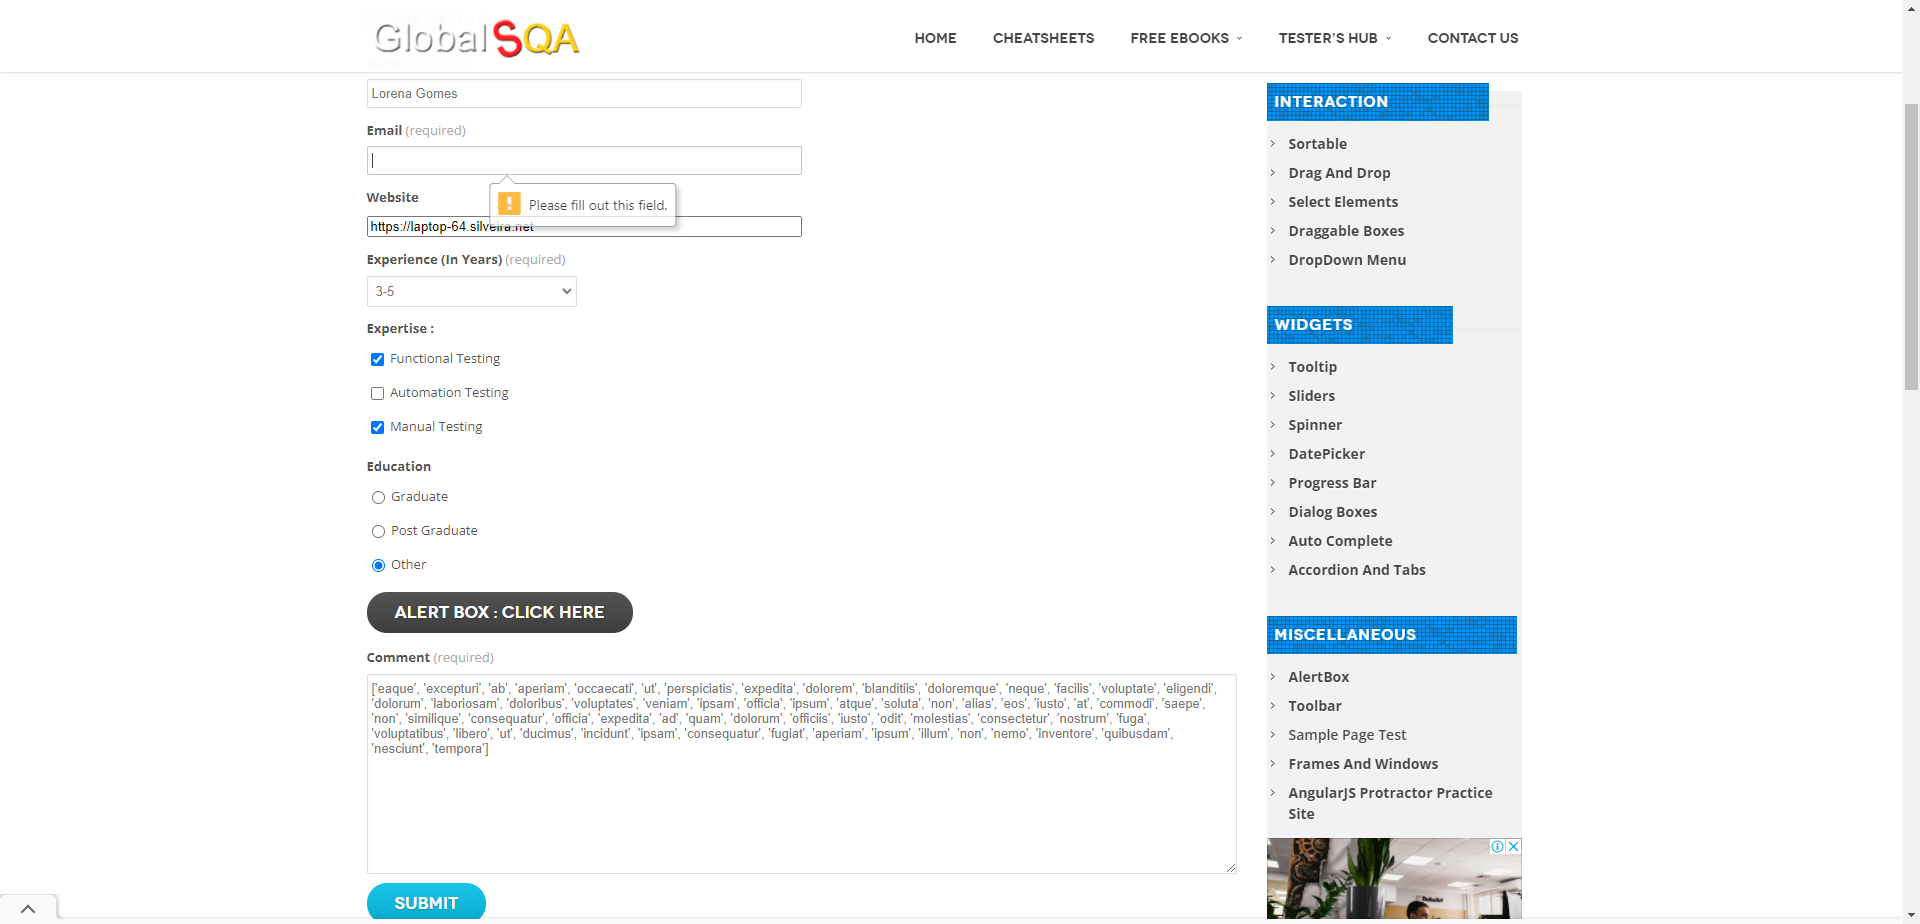 GlobalSQA
HOME
CHEATSHEETS
FREE EBOOKS
TESTER'S HUB
CONTACT US
Lorena Gomes
Email (required)
Please fill out this field.
Website
https://laptop-64.silveira.net
Experience (In Years) (required)
3-5
Expertise :
Functional Testing
Automation Testing
Manual Testing
Education
Graduate
Post Graduate
Other
ALERT BOX : CLICK HERE
Comment (required)
['eaque', 'excepturi', 'ab', 'aperiam', 'occaecati', 'ut', 'perspiciatis', 'expedita', 'dolorem', 'blanditiis', 'doloremque', 'neque', 'facilis', 'voluptate', 'eligendi',
'dolorum', 'laboriosam', 'doloribus', 'voluptates', 'veniam', 'ipsam', 'officia', 'ipsum', 'atque', 'soluta', 'non', 'alias', 'eos', 'iusto', 'at', 'commodi', 'saepe',
'non', 'similique', 'consequatur', 'officia', 'expedita', 'ad', 'quam', 'dolorum', 'officiis', 'iusto', 'odit', 'molestias', 'consectetur', 'nostrum', 'fuga',
'voluptatibus', 'libero', 'ut', 'ducimus', 'incidunt', 'ipsam', 'consequatur', 'fugiat', 'aperiam', 'ipsum', 'illum', 'non', 'nemo', 'inventore', 'quibusdam',
'nesciunt', 'tempora']
SUBMIT
INTERACTION
Sortable
Drag And Drop
Select Elements
Draggable Boxes
DropDown Menu
WIDGETS
Tooltip
Sliders
Spinner
DatePicker
Progress Bar
Dialog Boxes
Auto Complete
Accordion And Tabs
MISCELLANEOUS
AlertBox
Toolbar
Sample Page Test
Frames And Windows
AngularJS Protractor Practice
Site